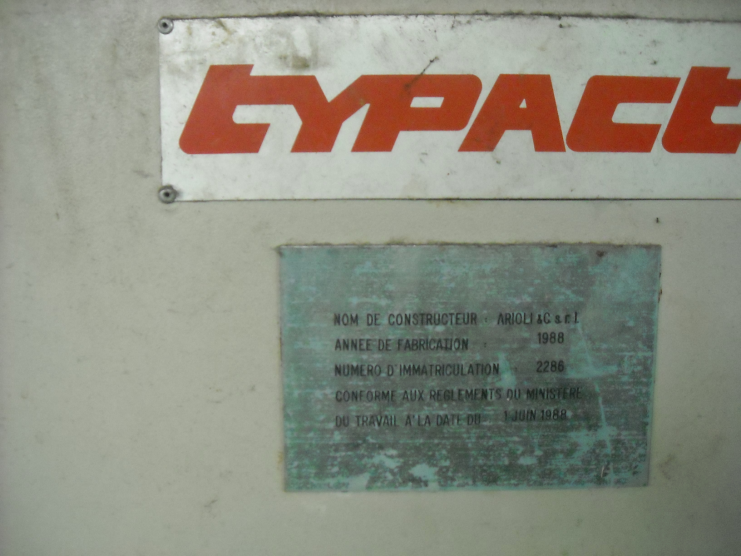 tYPACt
NOM DE CONSTRUCTEUR : ARIOLI &C s r l
ANNEE DE FABRICATION : 1988
NUMERO D'IMMATRICULATION : 2286
CONFORME AUX REGLEMENTS DU MINISTERE
DU TRAVAIL A' LA DATE DU : 1 JUIN 1988